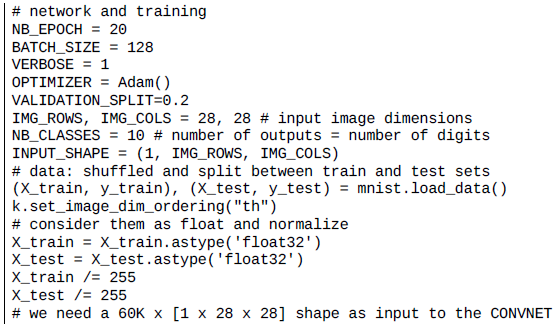 # network and training
NB_EPOCH = 20
BATCH_SIZE = 128
VERBOSE = 1
OPTIMIZER = Adam()
VALIDATION_SPLIT=0.2
IMG_ROWS, IMG_COLS = 28, 28 # input image dimensions
NB_CLASSES = 10 # number of outputs = number of digits
INPUT_SHAPE = (1, IMG_ROWS, IMG_COLS)
# data: shuffled and split between train and test sets
(X_train, y_train), (X_test, y_test) = mnist.load_data()
k.set_image_dim_ordering("th")
# consider them as float and normalize
X_train = X_train.astype('float32')
X_test = X_test.astype('float32')
X_train /= 255
X_test /= 255
# we need a 60K x [1 x 28 x 28] shape as input to the CONVNET